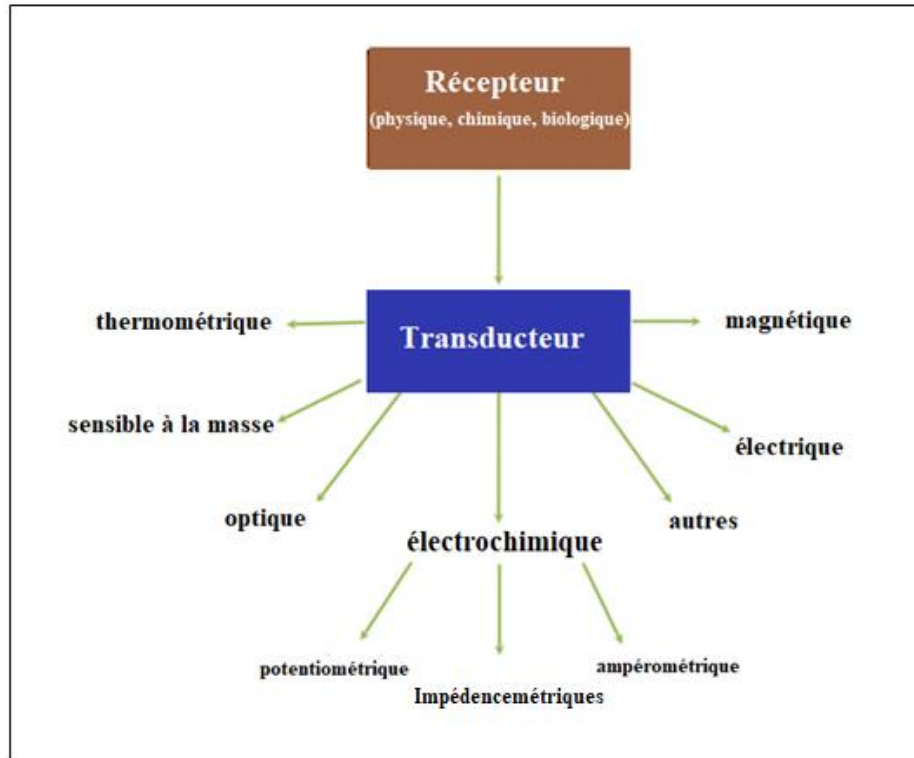 Récepteur
(physique, chimique, biologique)
thermométrique
Transducteur
magnétique
sensible à la masse
électrique
optique
autres
électrochimique
potentiométrique
ampérométrique
Impédencemétriques